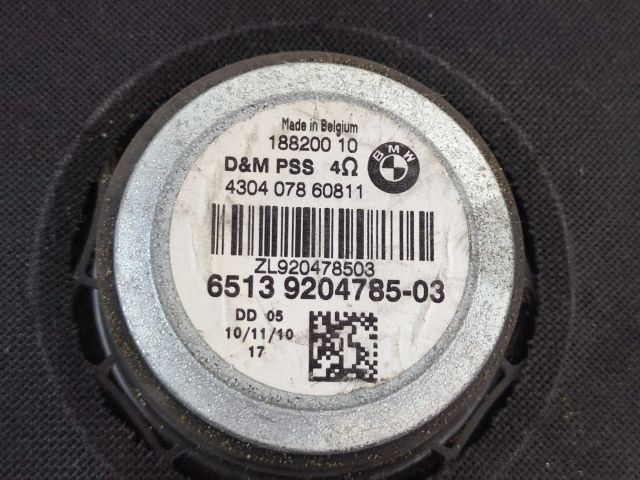 Made in Belgium
188200 10
D&M PSS 4Ω
BMW
4304 078 60811
ZL920478503
6513 9204785-03
DD 05
10/11/10
17